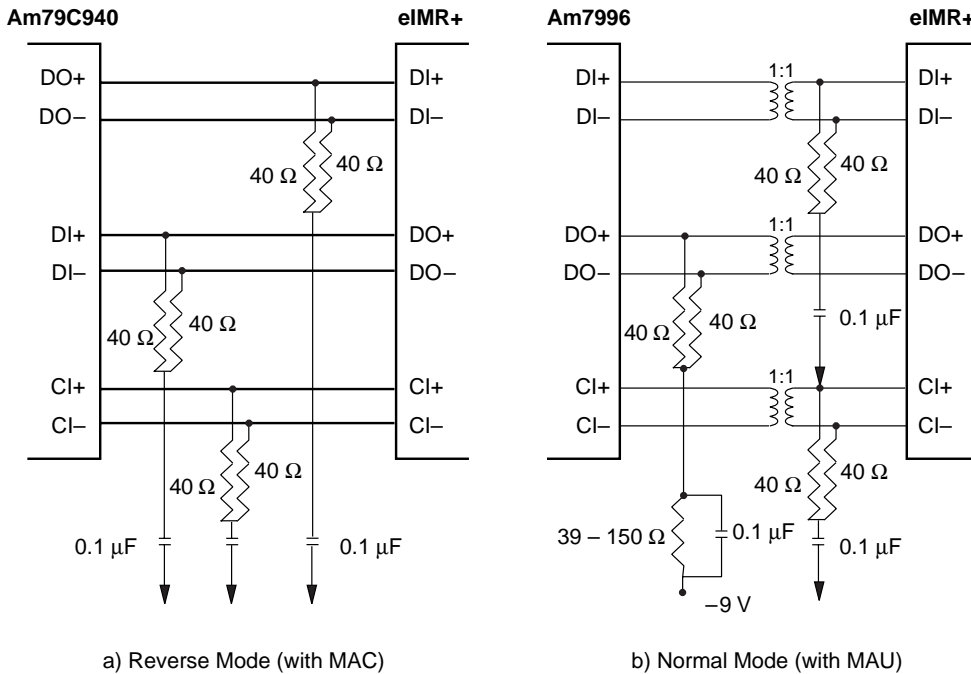 Am79C940
eIMR+
DO+
DI+
DO–
DI–
40 Ω
40 Ω
DI+
DO+
DI–
DO–
40 Ω
40 Ω
CI+
CI+
CI–
CI–
40 Ω
40 Ω
0.1 µF
0.1 µF
a) Reverse Mode (with MAC)
Am7996
eIMR+
1:1
DI+
DI+
DI–
DI–
40 Ω
40 Ω
1:1
DO+
DO+
DO–
DO–
40 Ω
40 Ω
0.1 µF
1:1
CI+
CI+
CI–
CI–
40 Ω
40 Ω
39 – 150 Ω
0.1 µF
0.1 µF
–9 V
b) Normal Mode (with MAU)